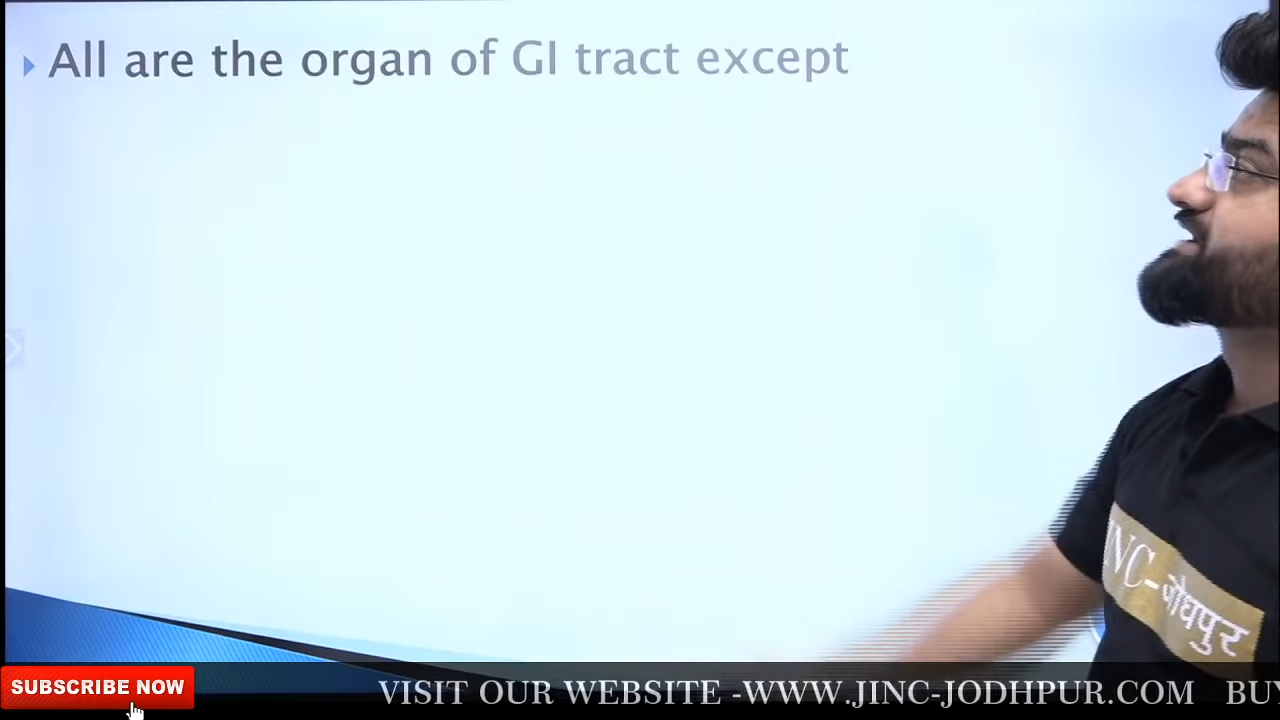 All are the organ of GI tract except
JINC-जोधपुर
SUBSCRIBE NOW
VISIT OUR WEBSITE -WWW.JINC-JODHPUR.COM BUY